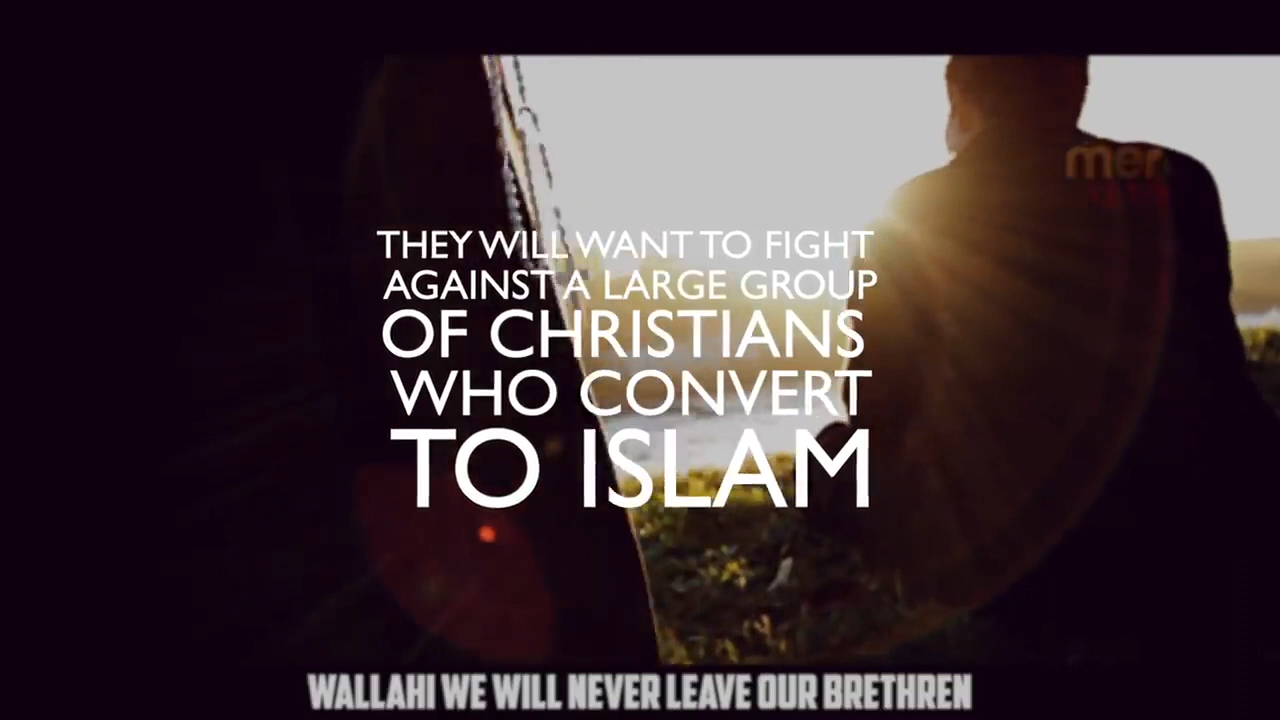 mer
THEY WILL WANT TO FIGHT
AGAINST A LARGE GROUP
OF CHRISTIANS
WHO CONVERT
TO ISLAM
WALLAHI WE WILL NEVER LEAVE OUR BRETHREN